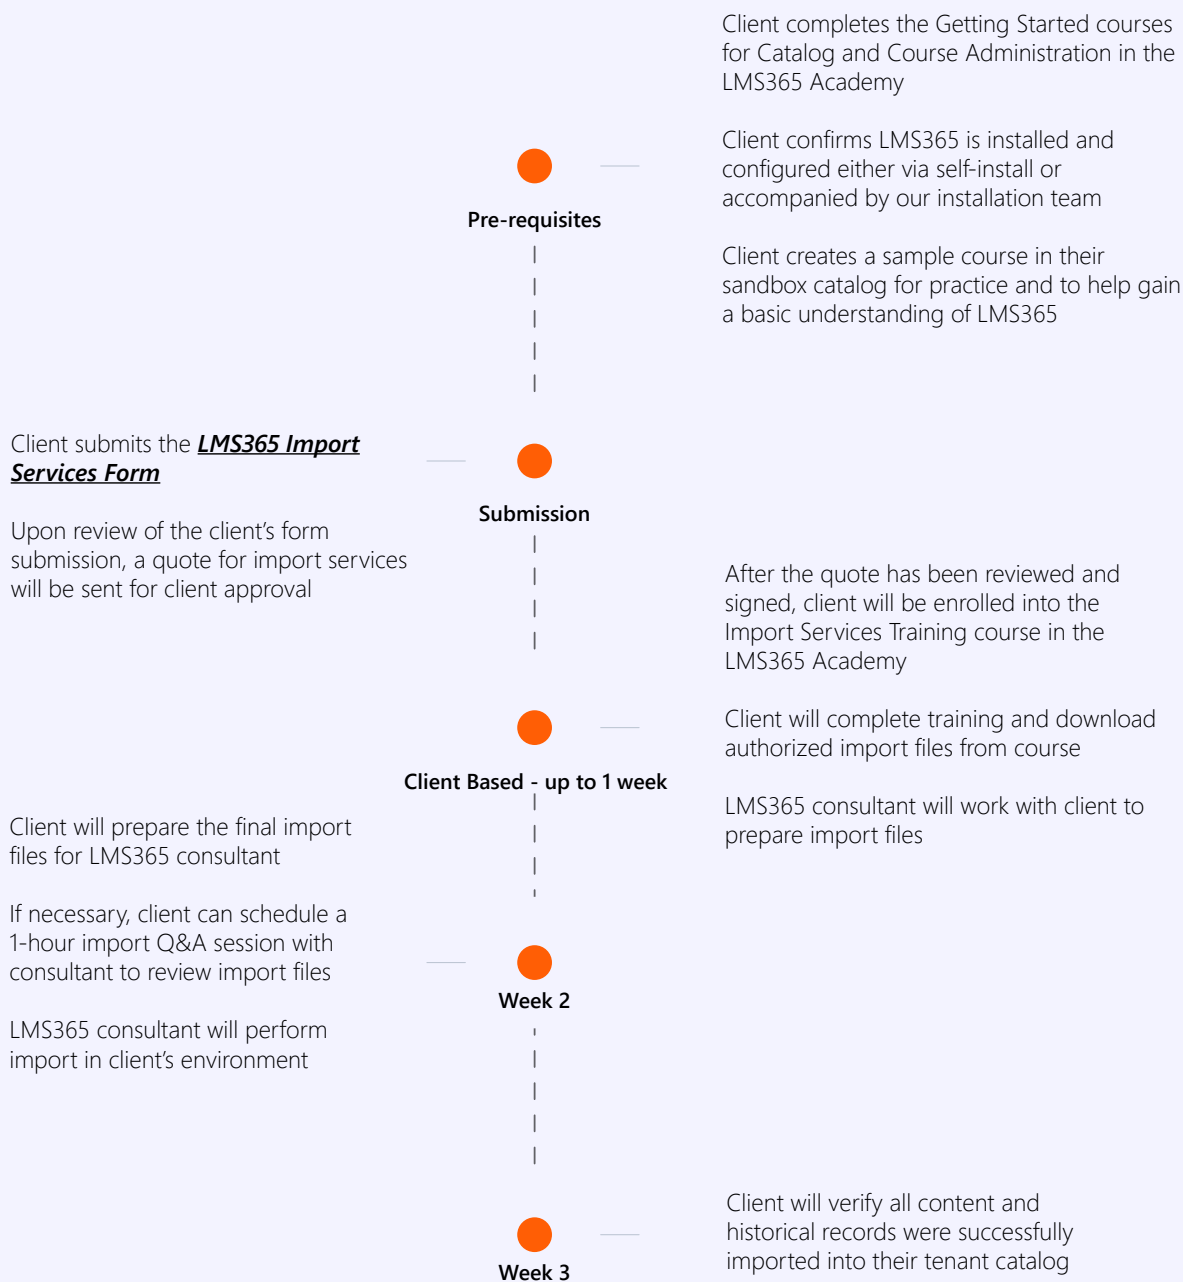 Client completes the Getting Started courses
for Catalog and Course Administration in the
LMS365 Academy
Client confirms LMS365 is installed and
configured either via self-install or
accompanied by our installation team
Client creates a sample course in their
sandbox catalog for practice and to help gain
a basic understanding of LMS365
Pre-requisites
Client submits the LMS365 Import
Services Form
Upon review of the client's form
submission, a quote for import services
will be sent for client approval
Submission
After the quote has been reviewed and
signed, client will be enrolled into the
Import Services Training course in the
LMS365 Academy
Client will complete training and download
authorized import files from course
LMS365 consultant will work with client to
prepare import files
Client Based - up to 1 week
Client will prepare the final import
files for LMS365 consultant
If necessary, client can schedule a
1-hour import Q&A session with
consultant to review import files
LMS365 consultant will perform
import in client's environment
Week 2
Client will verify all content and
historical records were successfully
imported into their tenant catalog
Week 3